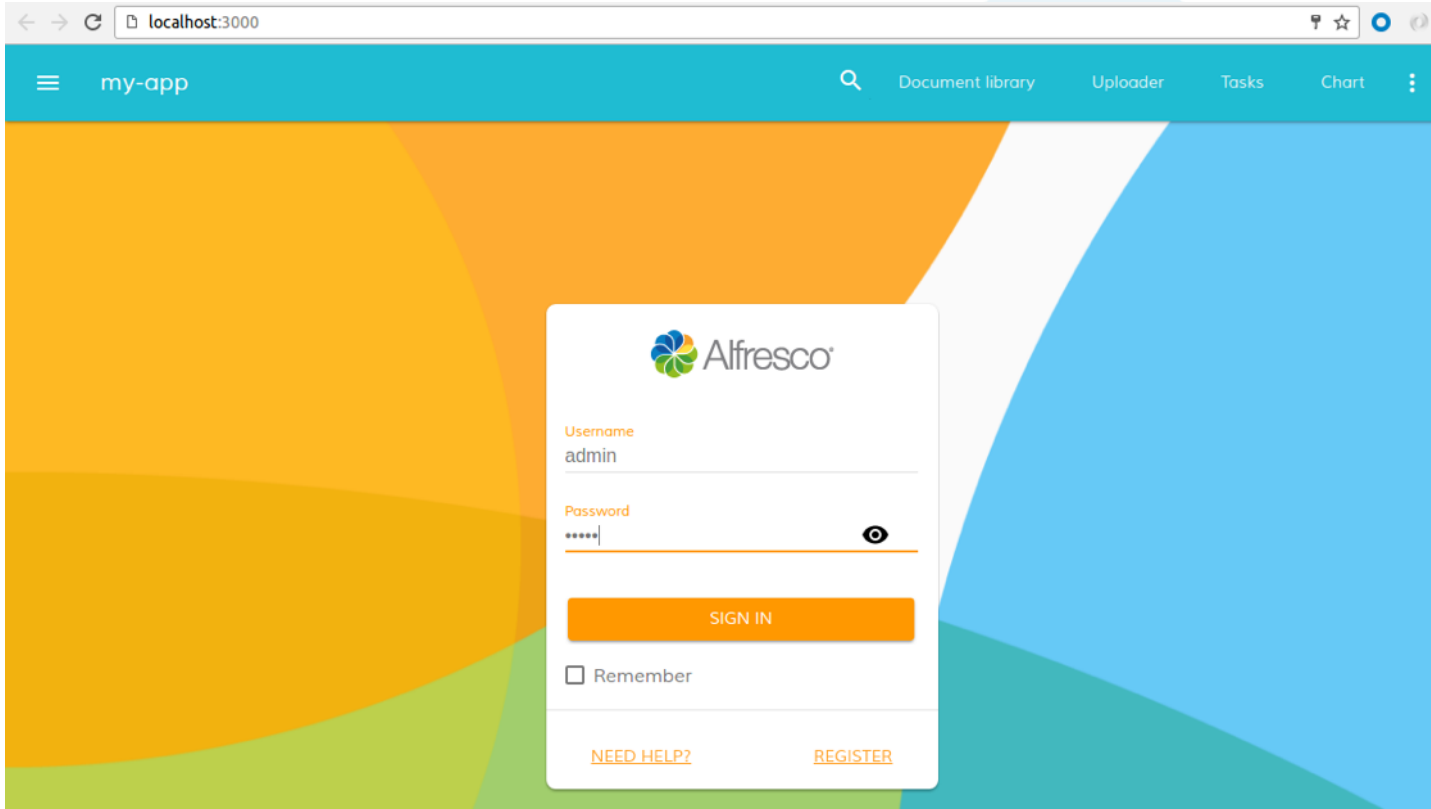 localhost:3000
my-app Document library Uploader Tasks Chart
Alfresco
Username
admin
Password
•••••
SIGN IN
Remember
NEED HELP? REGISTER